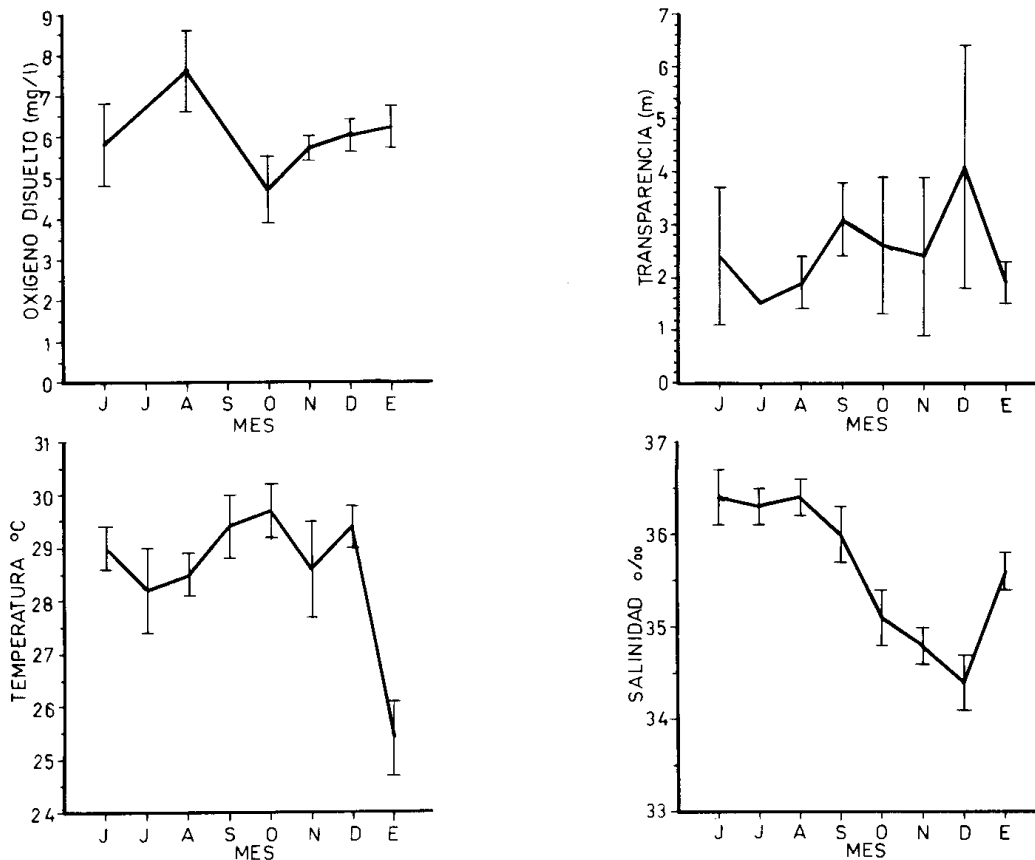 OXIGENO DISUELTO (mg/l)
9
8
7
6
5
4
3
2
1
0
J J A S O N D E
MES
TRANSPARENCIA (m)
7
6
5
4
3
2
1
0
J J A S O N D E
MES
TEMPERATURA ºC
31
30
29
28
27
26
25
24
J J A S O N D E
MES
SALINIDAD o/oo
37
36
35
34
33
J J A S O N D E
MES